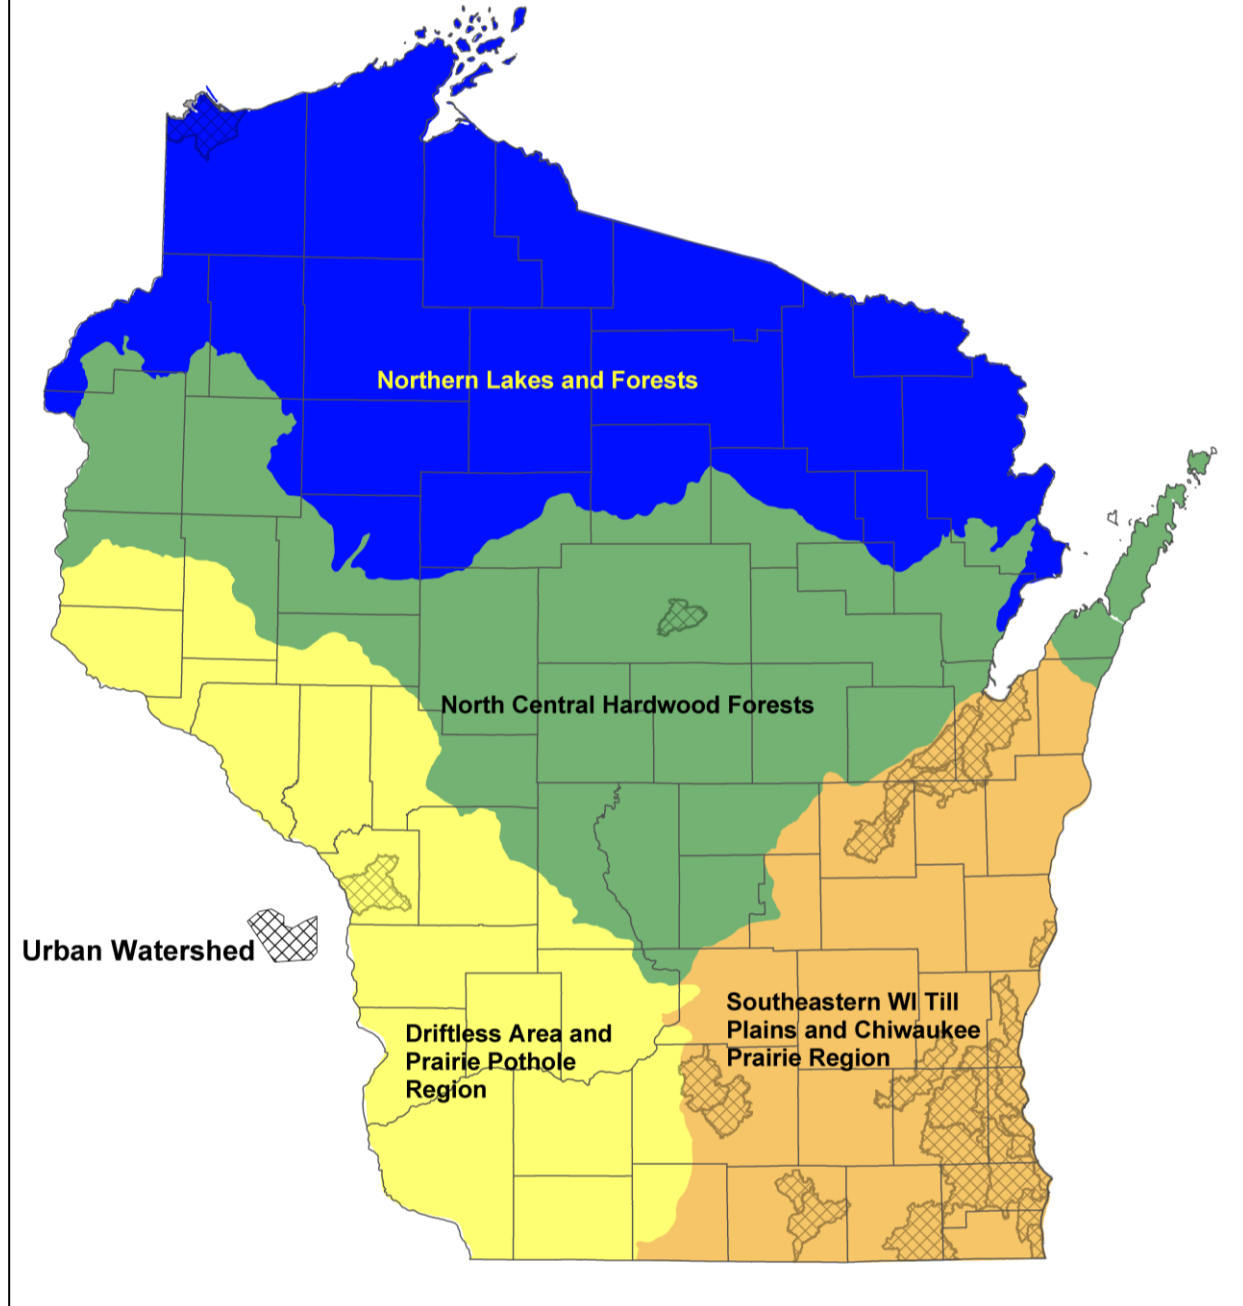 Northern Lakes and Forests
North Central Hardwood Forests
Urban Watershed
Southeastern WI Till
Plains and Chiwaukee
Prairie Region
Driftless Area and
Prairie Pothole
Region